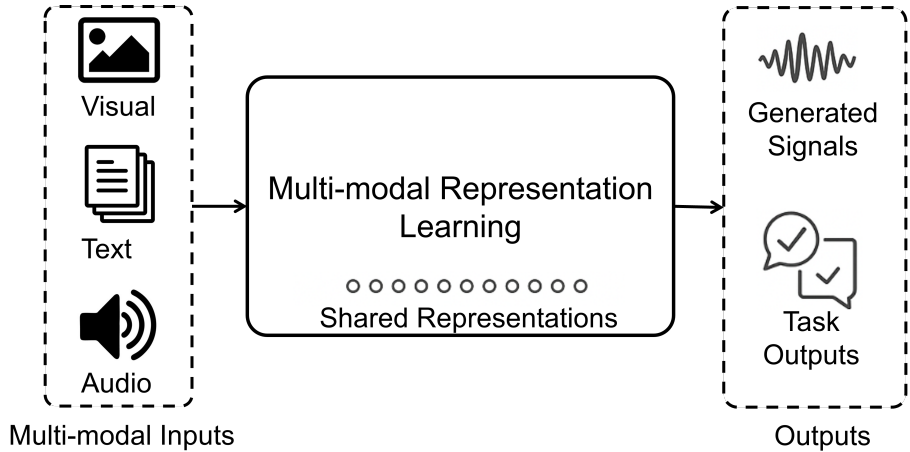 Visual
Text
Audio
Multi-modal Inputs
Multi-modal Representation
Learning
Shared Representations
Generated
Signals
Task
Outputs
Outputs